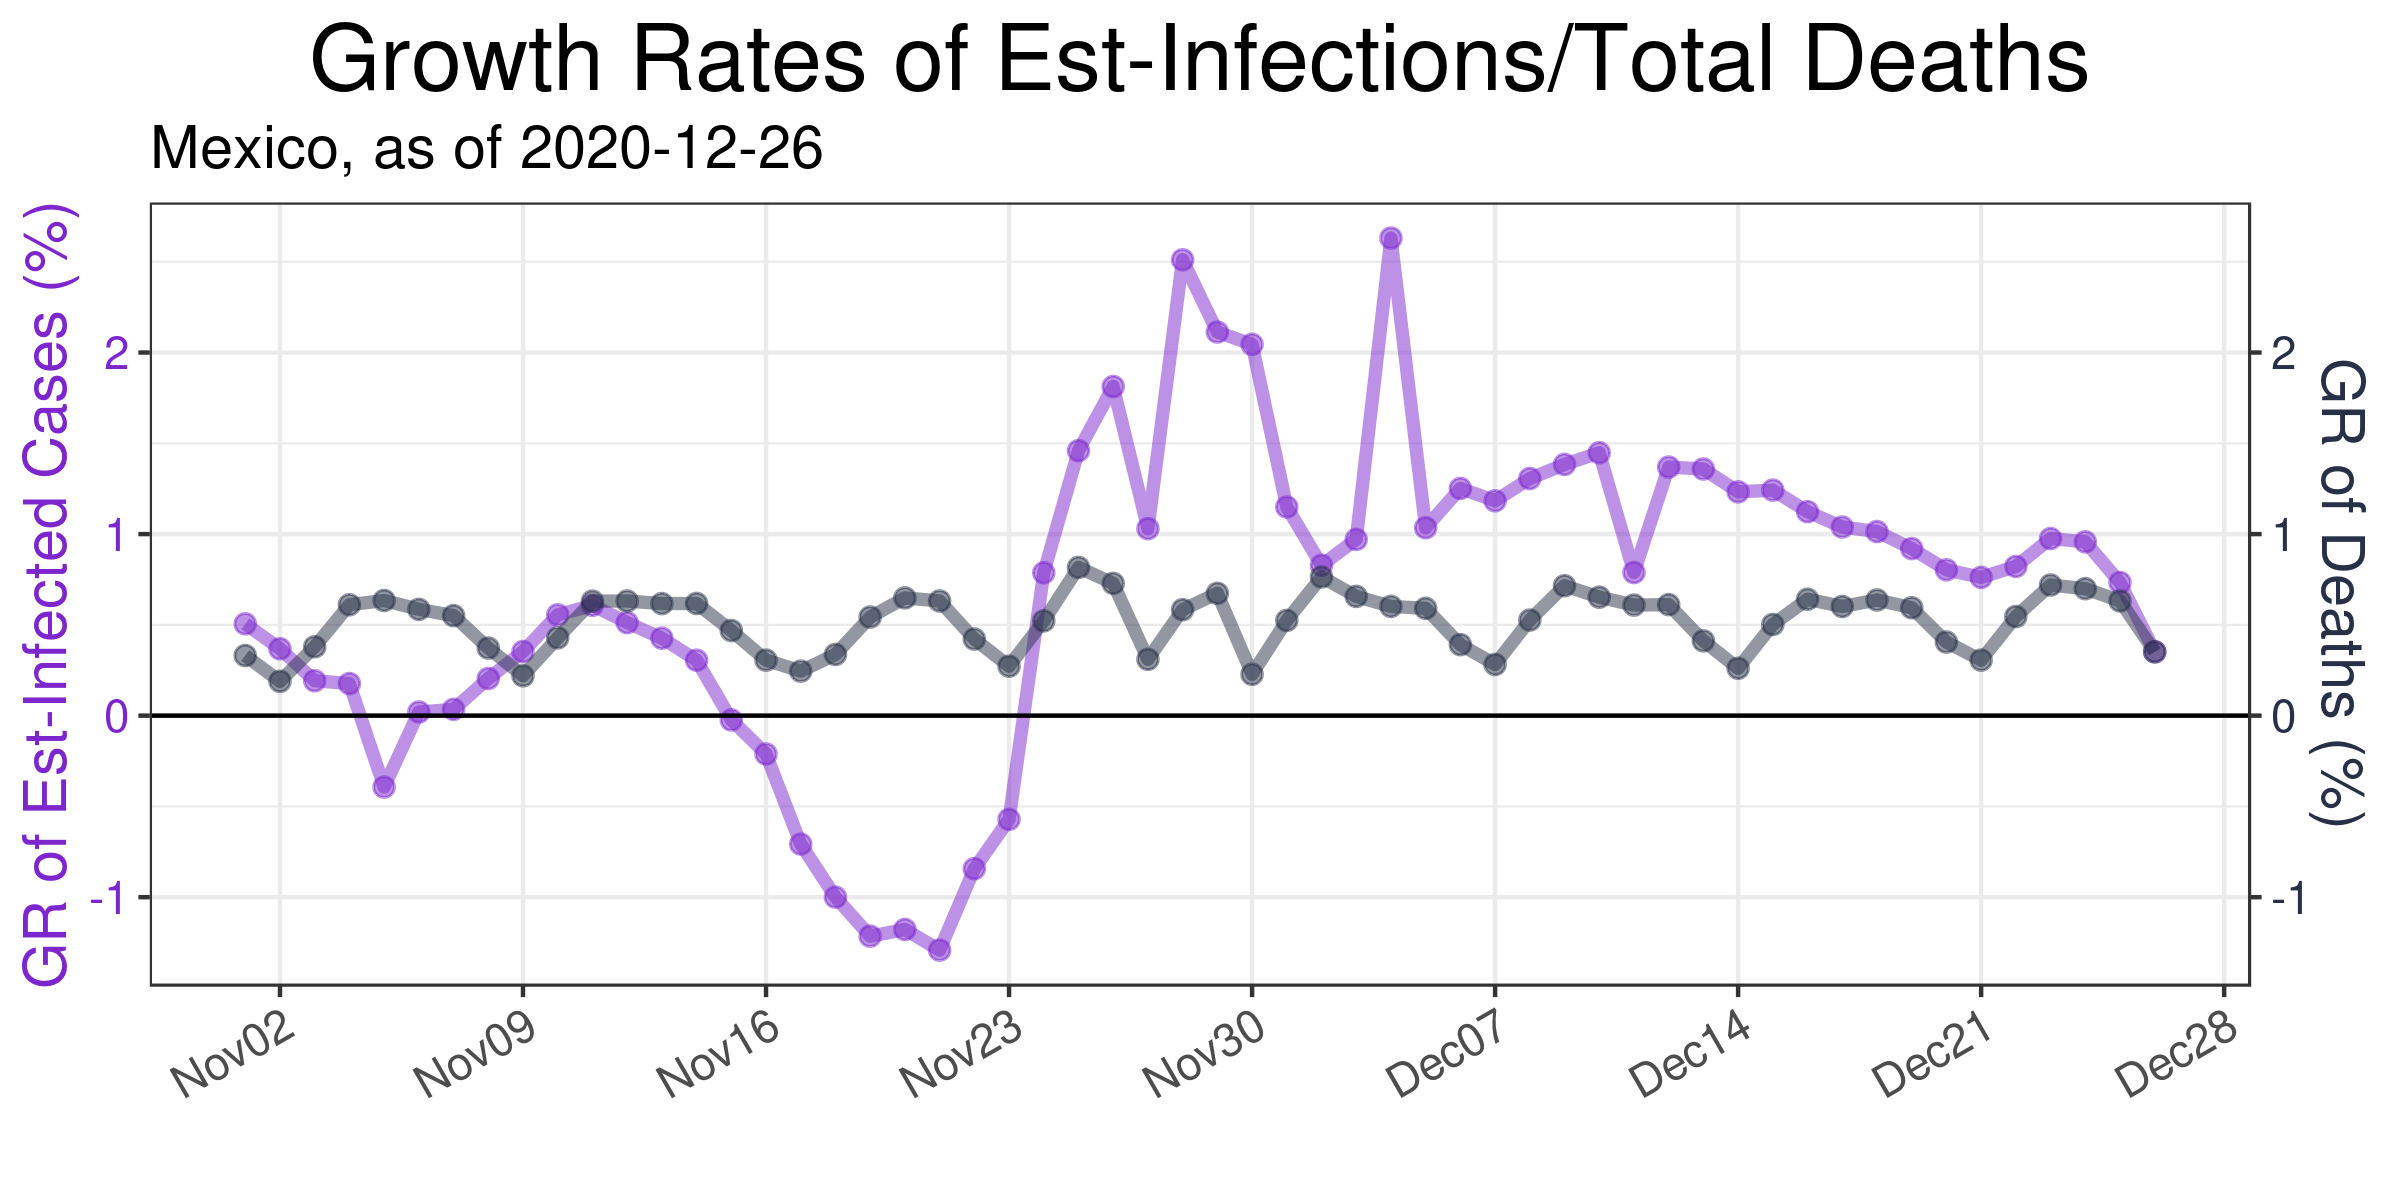 Growth Rates of Est-Infections/Total Deaths
Mexico, as of 2020-12-26
GR of Est-Infected Cases (%)
2
1
0
-1
2
1
0
-1
GR of Deaths (%)
Nov02
Nov09
Nov16
Nov23
Nov30
Dec07
Dec14
Dec21
Dec28